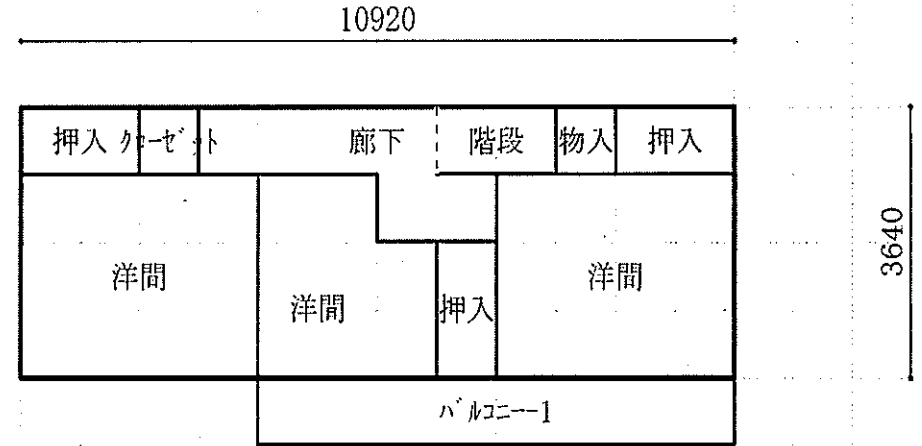 10920
押入 クローゼット 廊下 階段 物入 押入
3640
洋間 洋間 押入 洋間
バルコニー-1